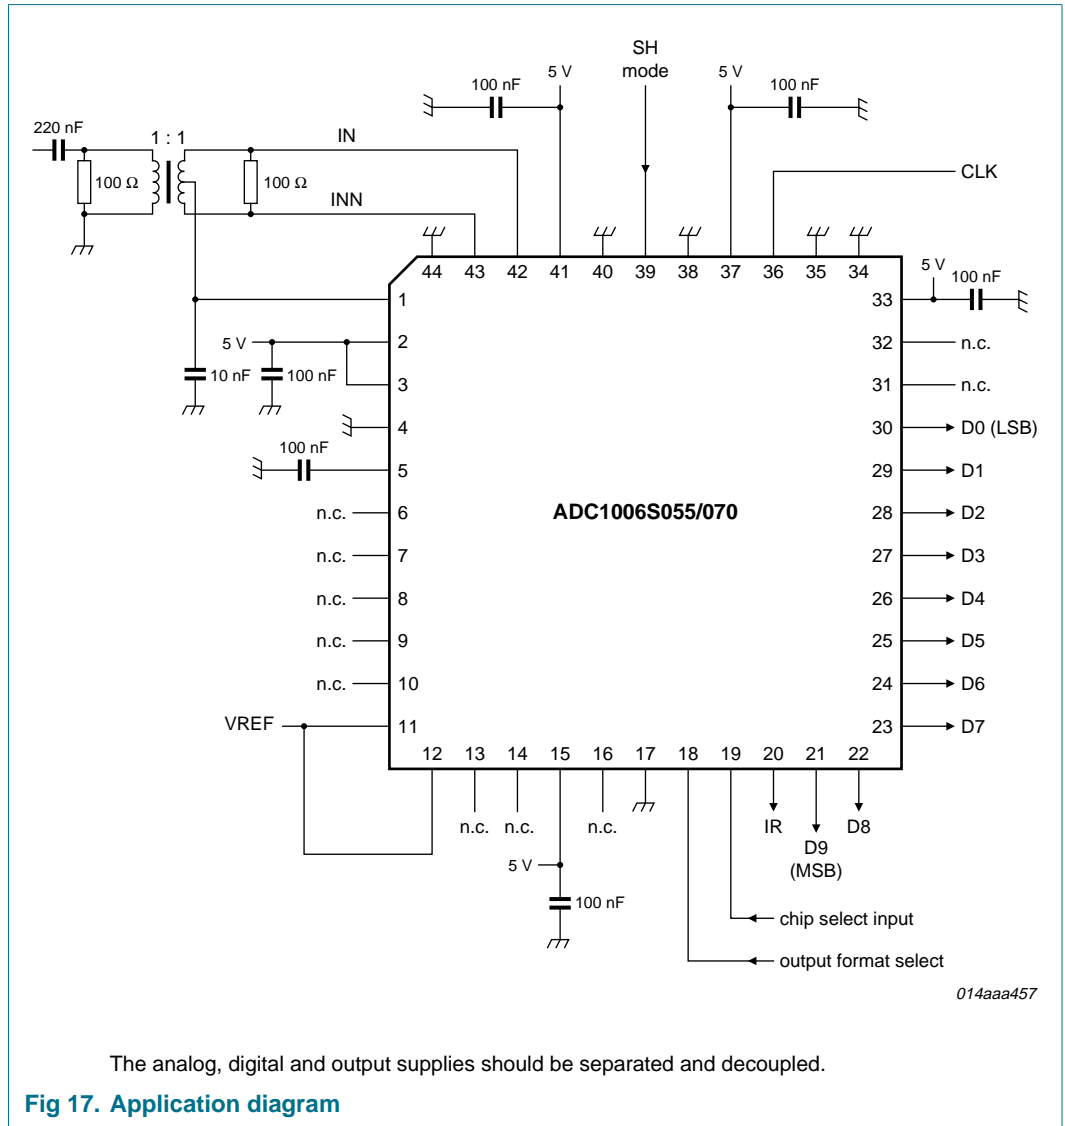 SH
mode
5 V
5 V
100 nF
100 nF
220 nF
1 : 1
IN
100 Ω
100 Ω
CLK
INN
44 43 42 41 40 39 38 37 36 35 34
5 V
100 nF
1
33
5 V
2
32
n.c.
10 nF
100 nF
3
31
n.c.
4
30
D0 (LSB)
100 nF
5
29
D1
n.c.
6
ADC1006S055/070
28
D2
n.c.
7
27
D3
n.c.
8
26
D4
n.c.
9
25
D5
n.c.
10
24
D6
VREF
11
23
D7
12 13 14 15 16 17 18 19 20 21 22
n.c.
n.c.
n.c.
IR
D8
D9
(MSB)
5 V
100 nF
chip select input
output format select
014aaa457
The analog, digital and output supplies should be separated and decoupled.
Fig 17. Application diagram